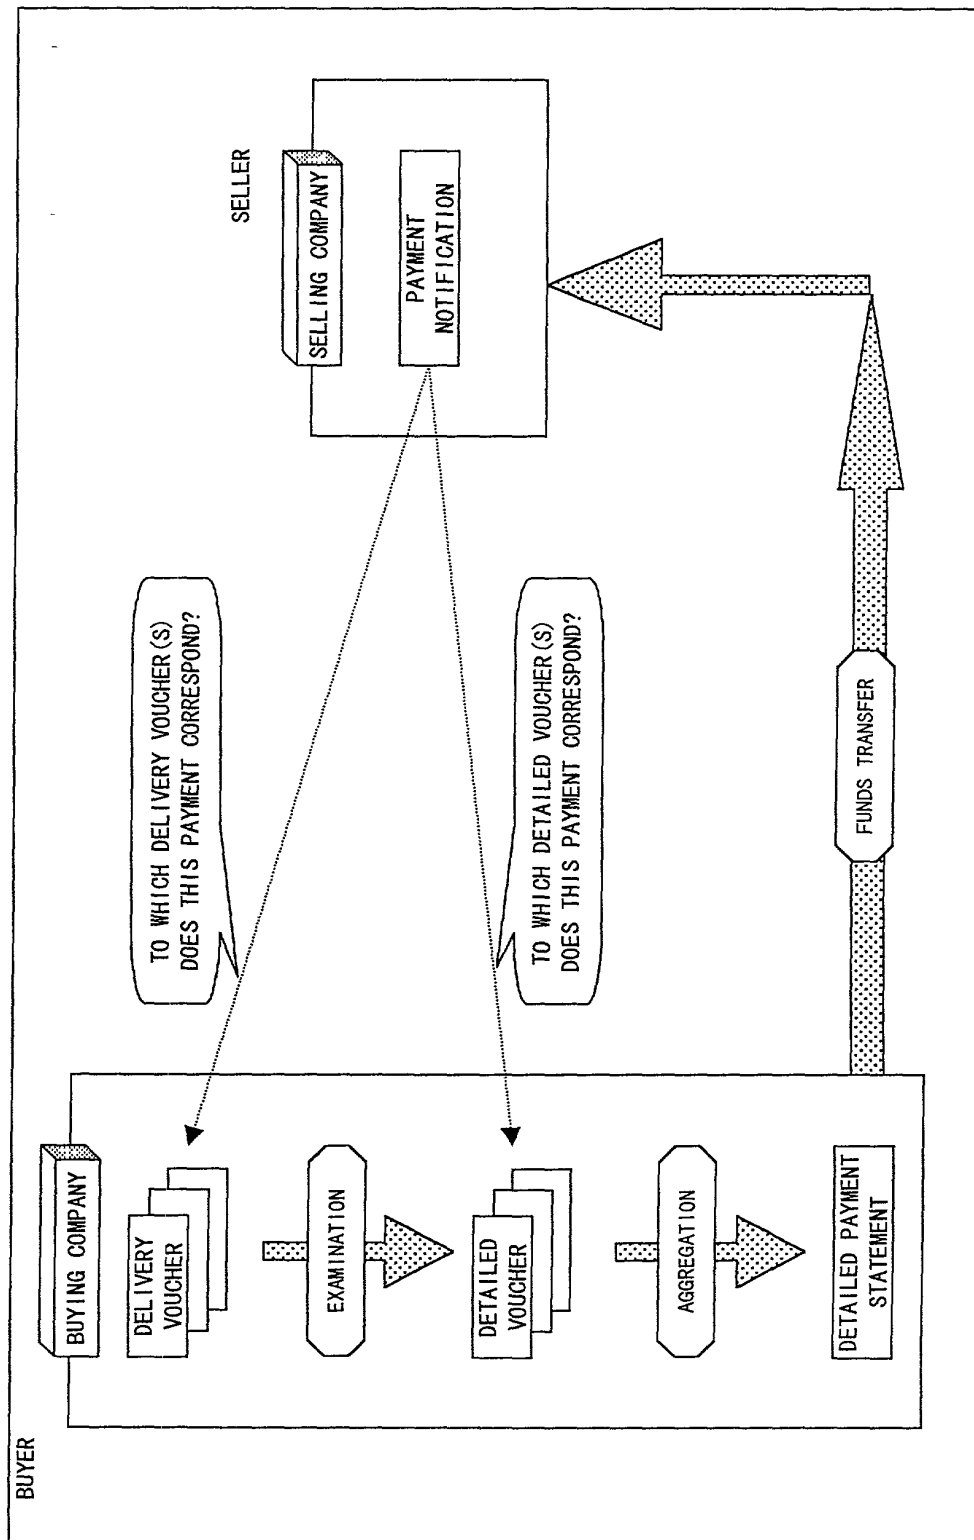 BUYER
BUYING COMPANY
DELIVERY
VOUCHER
EXAMINATION
DETAILED
VOUCHER
AGGREGATION
DETAILED PAYMENT
STATEMENT
TO WHICH DELIVERY VOUCHER(S)
DOES THIS PAYMENT CORRESPOND?
TO WHICH DETAILED VOUCHER(S)
DOES THIS PAYMENT CORRESPOND?
FUNDS TRANSFER
SELLER
SELLING COMPANY
PAYMENT
NOTIFICATION